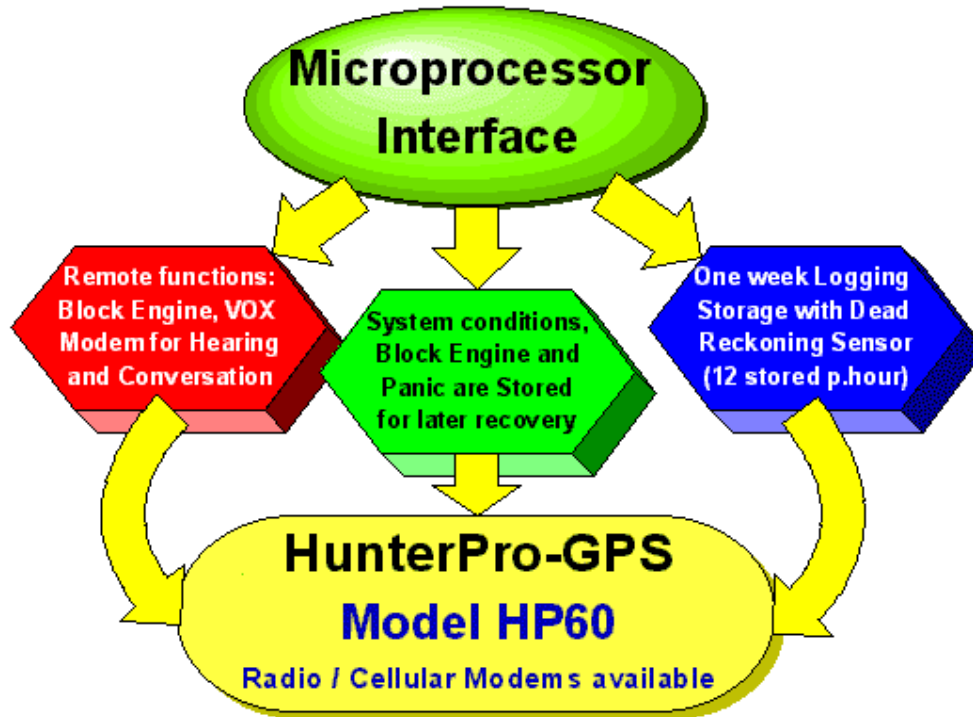 Microprocessor
Interface
Remote functions:
Block Engine, VOX
Modem for Hearing
and Conversation
System conditions,
Block Engine and
Panic are Stored
for later recovery
One week Logging
Storage with Dead
Reckoning Sensor
(12 stored p.hour)
HunterPro-GPS
Model HP60
Radio / Cellular Modems available